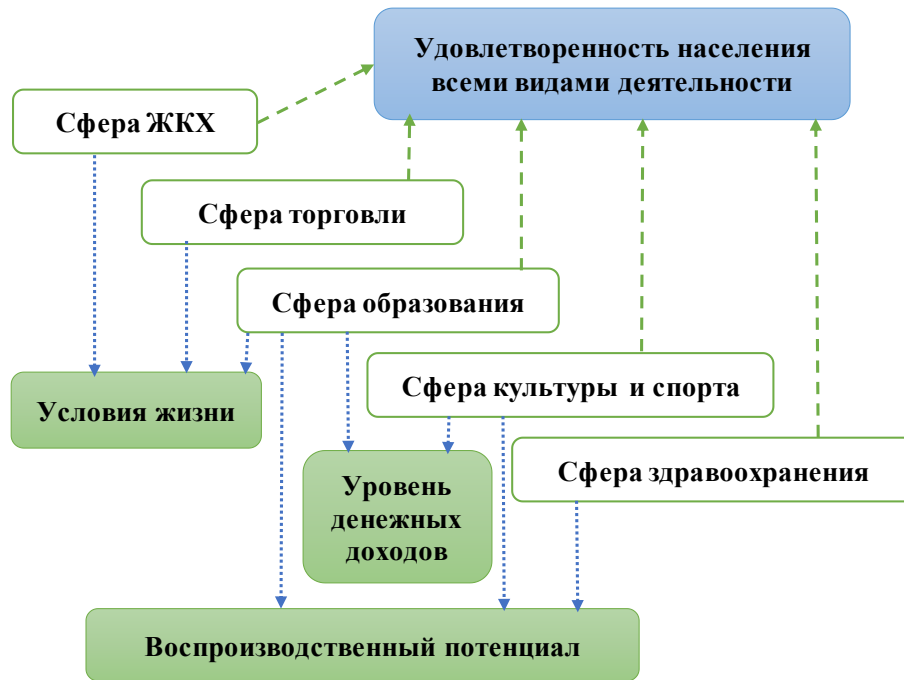 Удовлетворенность населения
всеми видами деятельности
Сфера ЖКХ
Сфера торговли
Сфера образования
Сфера культуры и спорта
Условия жизни
Сфера здравоохранения
Уровень
денежных
доходов
Воспроизводственный потенциал